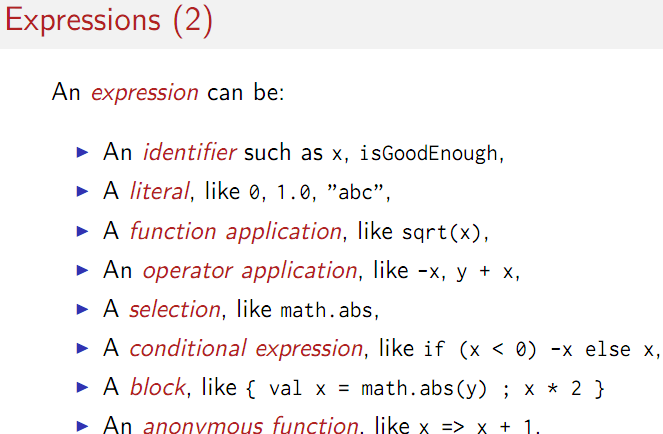 Expressions (2)
An expression can be:
▶ An identifier such as x, isGoodEnough,
▶ A literal, like 0, 1.0, ”abc”,
▶ A function application, like sqrt(x),
▶ An operator application, like -x, y + x,
▶ A selection, like math.abs,
▶ A conditional expression, like if (x < 0) -x else x,
▶ A block, like { val x = math.abs(y) ; x * 2 }
▶ An anonymous function, like x => x + 1.